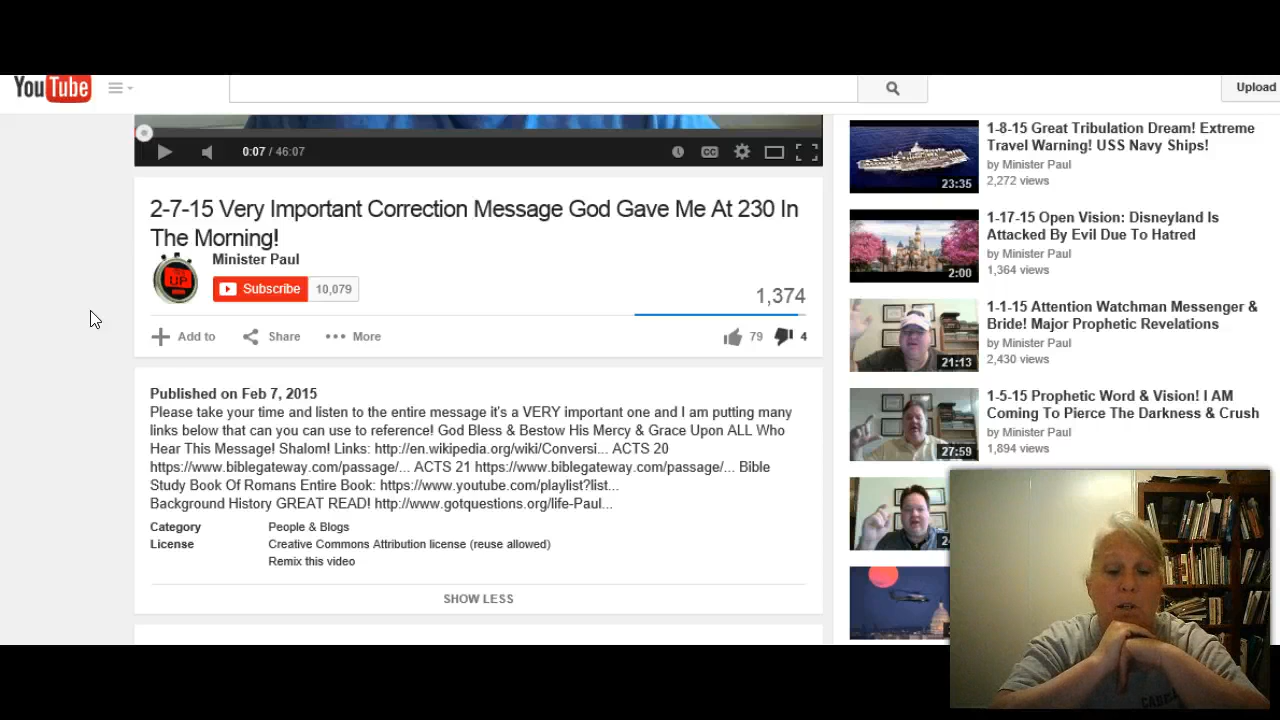 YouTube
Upload
0:07 / 46:07
CC
2-7-15 Very Important Correction Message God Gave Me At 230 In
The Morning!
UP
Minister Paul
Subscribe 10,079
1,374
Add to Share More 79 4
Published on Feb 7, 2015
Please take your time and listen to the entire message it's a VERY important one and I am putting many
links below that can you can use to reference! God Bless & Bestow His Mercy & Grace Upon ALL Who
Hear This Message! Shalom! Links: http://en.wikipedia.org/wiki/Conversi... ACTS 20
https://www.biblegateway.com/passage/... ACTS 21 https://www.biblegateway.com/passage/... Bible
Study Book Of Romans Entire Book: https://www.youtube.com/playlist?list...
Background History GREAT READ! http://www.gotquestions.org/life-Paul...
Category People & Blogs
License Creative Commons Attribution license (reuse allowed)
Remix this video
SHOW LESS
23:35
1-8-15 Great Tribulation Dream! Extreme
Travel Warning! USS Navy Ships!
by Minister Paul
2,272 views
2:00
1-17-15 Open Vision: Disneyland Is
Attacked By Evil Due To Hatred
by Minister Paul
1,364 views
21:13
1-1-15 Attention Watchman Messenger &
Bride! Major Prophetic Revelations
by Minister Paul
2,430 views
27:59
1-5-15 Prophetic Word & Vision! I AM
Coming To Pierce The Darkness & Crush
by Minister Paul
1,894 views